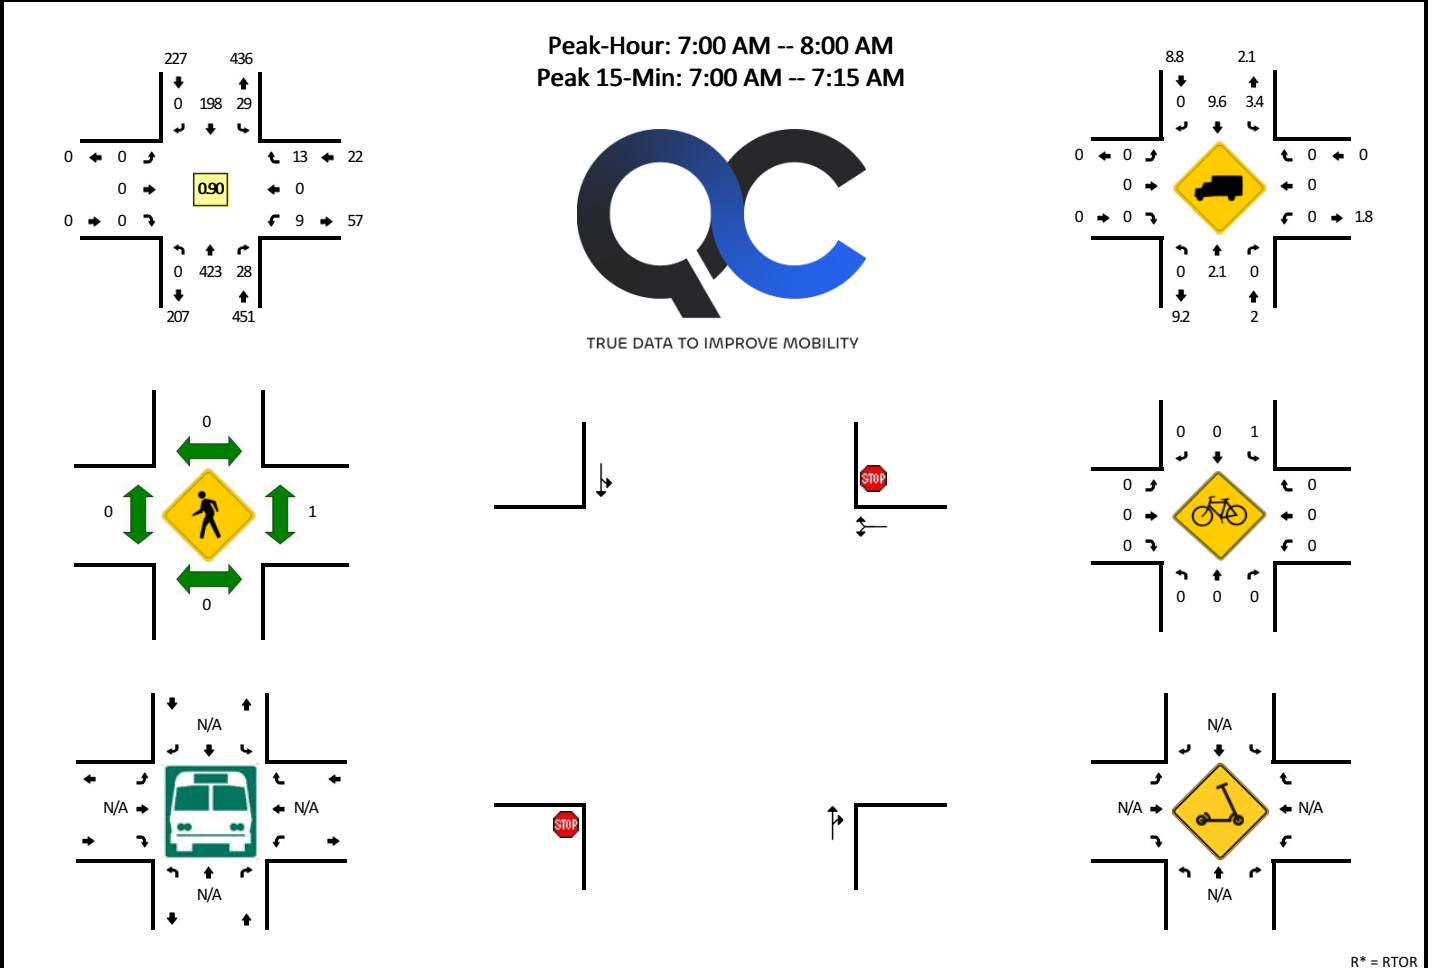 Peak-Hour: 7:00 AM -- 8:00 AM
Peak 15-Min: 7:00 AM -- 7:15 AM
227 436
0 198 29
0 0 13 22
0 0.90 0
0 0 9 57
0 423 28
207 451
QC
TRUE DATA TO IMPROVE MOBILITY
8.8 2.1
0 9.6 3.4
0 0 0 0
0 0
0 0 0 1.8
0 2.1 0
9.2 2
0
0 1
0
STOP
STOP
0 0 1
0 0
0 0
0 0
0 0 0
N/A
N/A N/A
N/A
N/A
N/A N/A
N/A
R* = RTOR